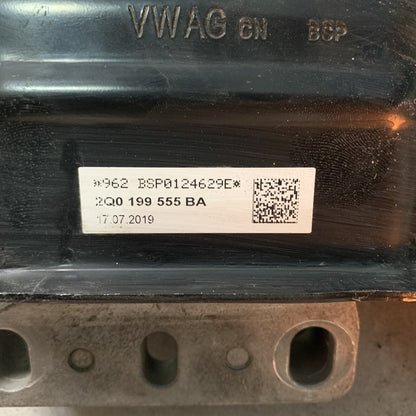 VWAG CN BSP
*962 BSP0124629E*
2Q0 199 555 BA
17.07.2019